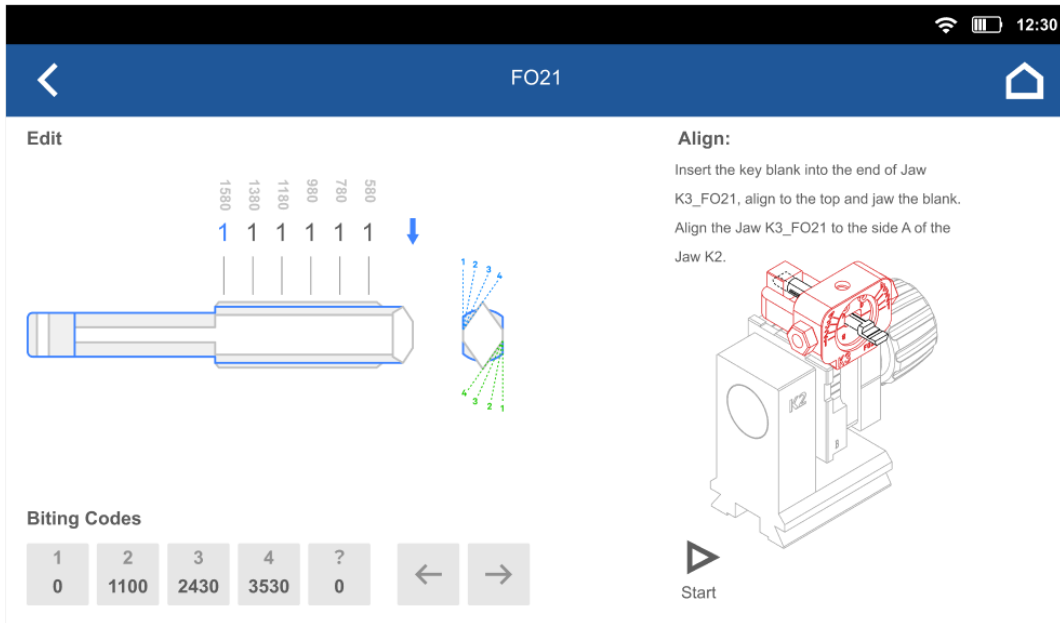 12:30
FO21
Edit
1580 1380 1180 980 780 580
1 1 1 1 1 1
1 2 3 4
4 3 2 1
Biting Codes
1 2 3 4 ?
0 1100 2430 3530 0
Align:
Insert the key blank into the end of Jaw
K3_FO21, align to the top and jaw the blank.
Align the Jaw K3_FO21 to the side A of the
Jaw K2.
K3
K2
Start